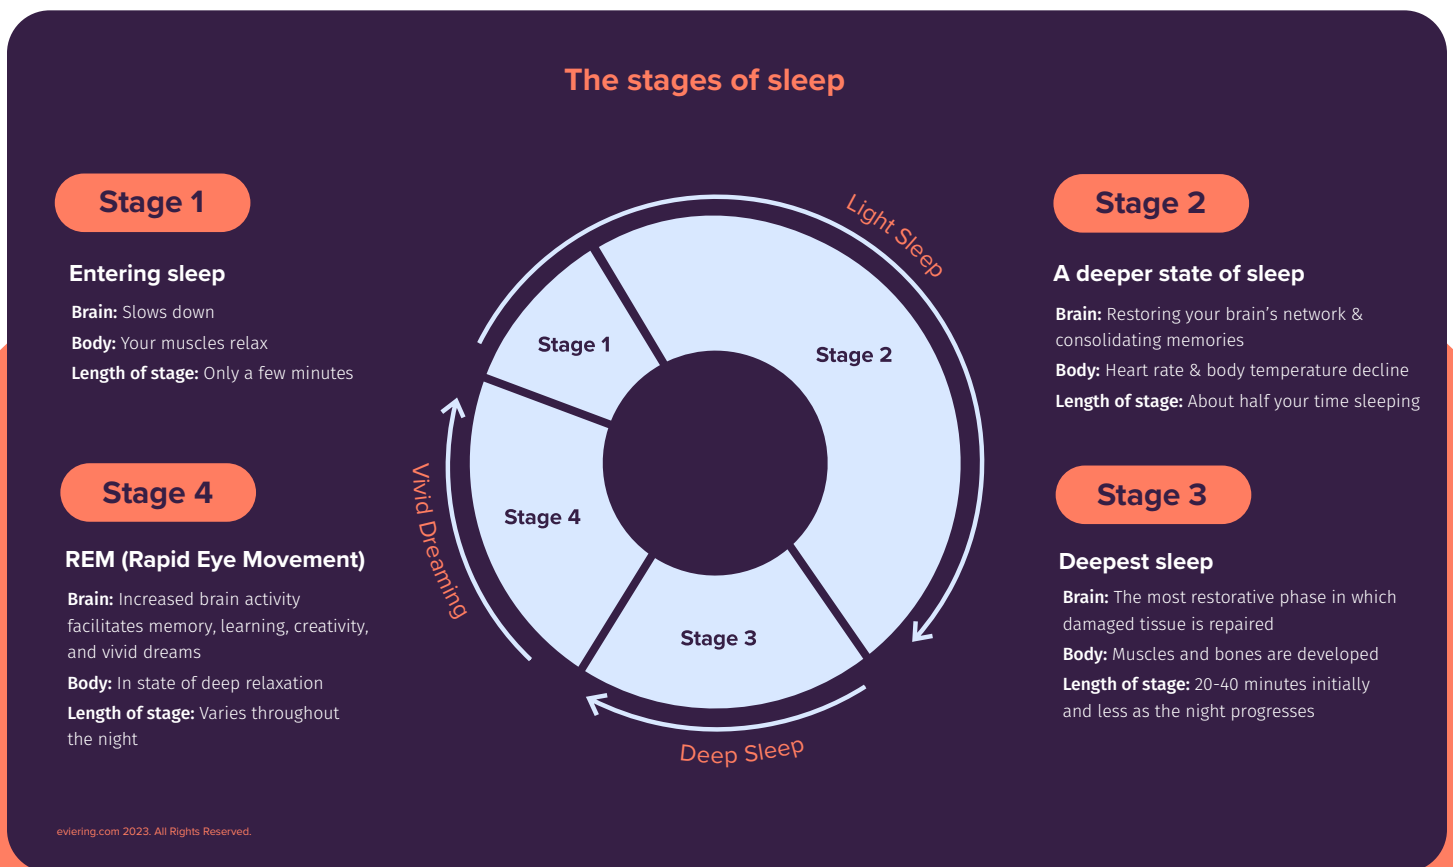 The stages of sleep
Stage 1
Entering sleep
Brain: Slows down
Body: Your muscles relax
Length of stage: Only a few minutes
Stage 2
A deeper state of sleep
Brain: Restoring your brain’s network &
consolidating memories
Body: Heart rate & body temperature decline
Length of stage: About half your time sleeping
Light Sleep
Stage 1
Stage 2
Stage 4
Stage 3
Vivid Dreaming
Deep Sleep
Stage 4
REM (Rapid Eye Movement)
Brain: Increased brain activity
facilitates memory, learning, creativity,
and vivid dreams
Body: In state of deep relaxation
Length of stage: Varies throughout
the night
Stage 3
Deepest sleep
Brain: The most restorative phase in which
damaged tissue is repaired
Body: Muscles and bones are developed
Length of stage: 20-40 minutes initially
and less as the night progresses
eviering.com 2023. All Rights Reserved.